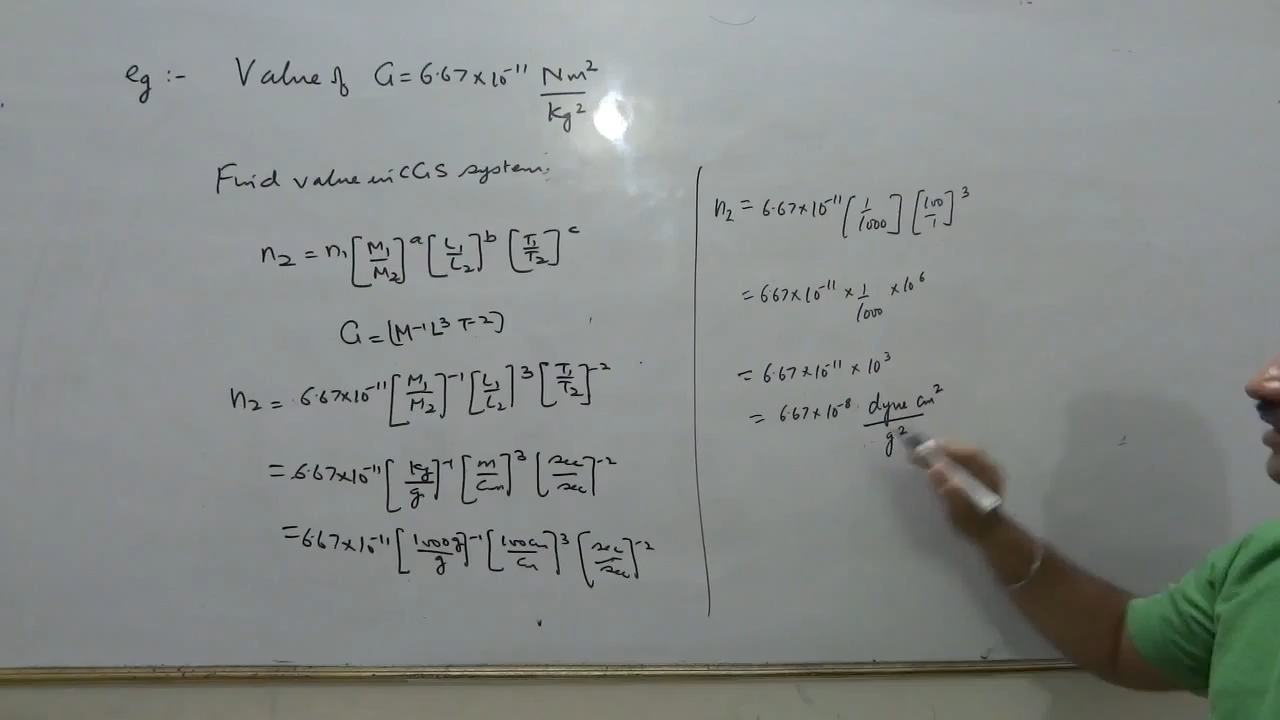 eg :- Value of G = 6.67 × 10⁻¹¹ Nm²/kg²
Find value in CGS system.
n₂ = n₁ [M₁/M₂]ᵃ [L₁/L₂]ᵇ [T₁/T₂]ᶜ
G = [M⁻¹L³T⁻²]
n₂ = 6.67×10⁻¹¹ [M₁/M₂]⁻¹ [L₁/L₂]³ [T₁/T₂]⁻²
= 6.67×10⁻¹¹ [kg/g]⁻¹ [m/cm]³ [sec/sec]⁻²
= 6.67×10⁻¹¹ [1000g/g]⁻¹ [100cm/cm]³ [sec/sec]⁻²
n₂ = 6.67×10⁻¹¹ [1/1000] [100/1]³
= 6.67×10⁻¹¹ × 1/1000 × 10⁶
= 6.67×10⁻¹¹ × 10³
= 6.67×10⁻⁸ dyne cm²/g²